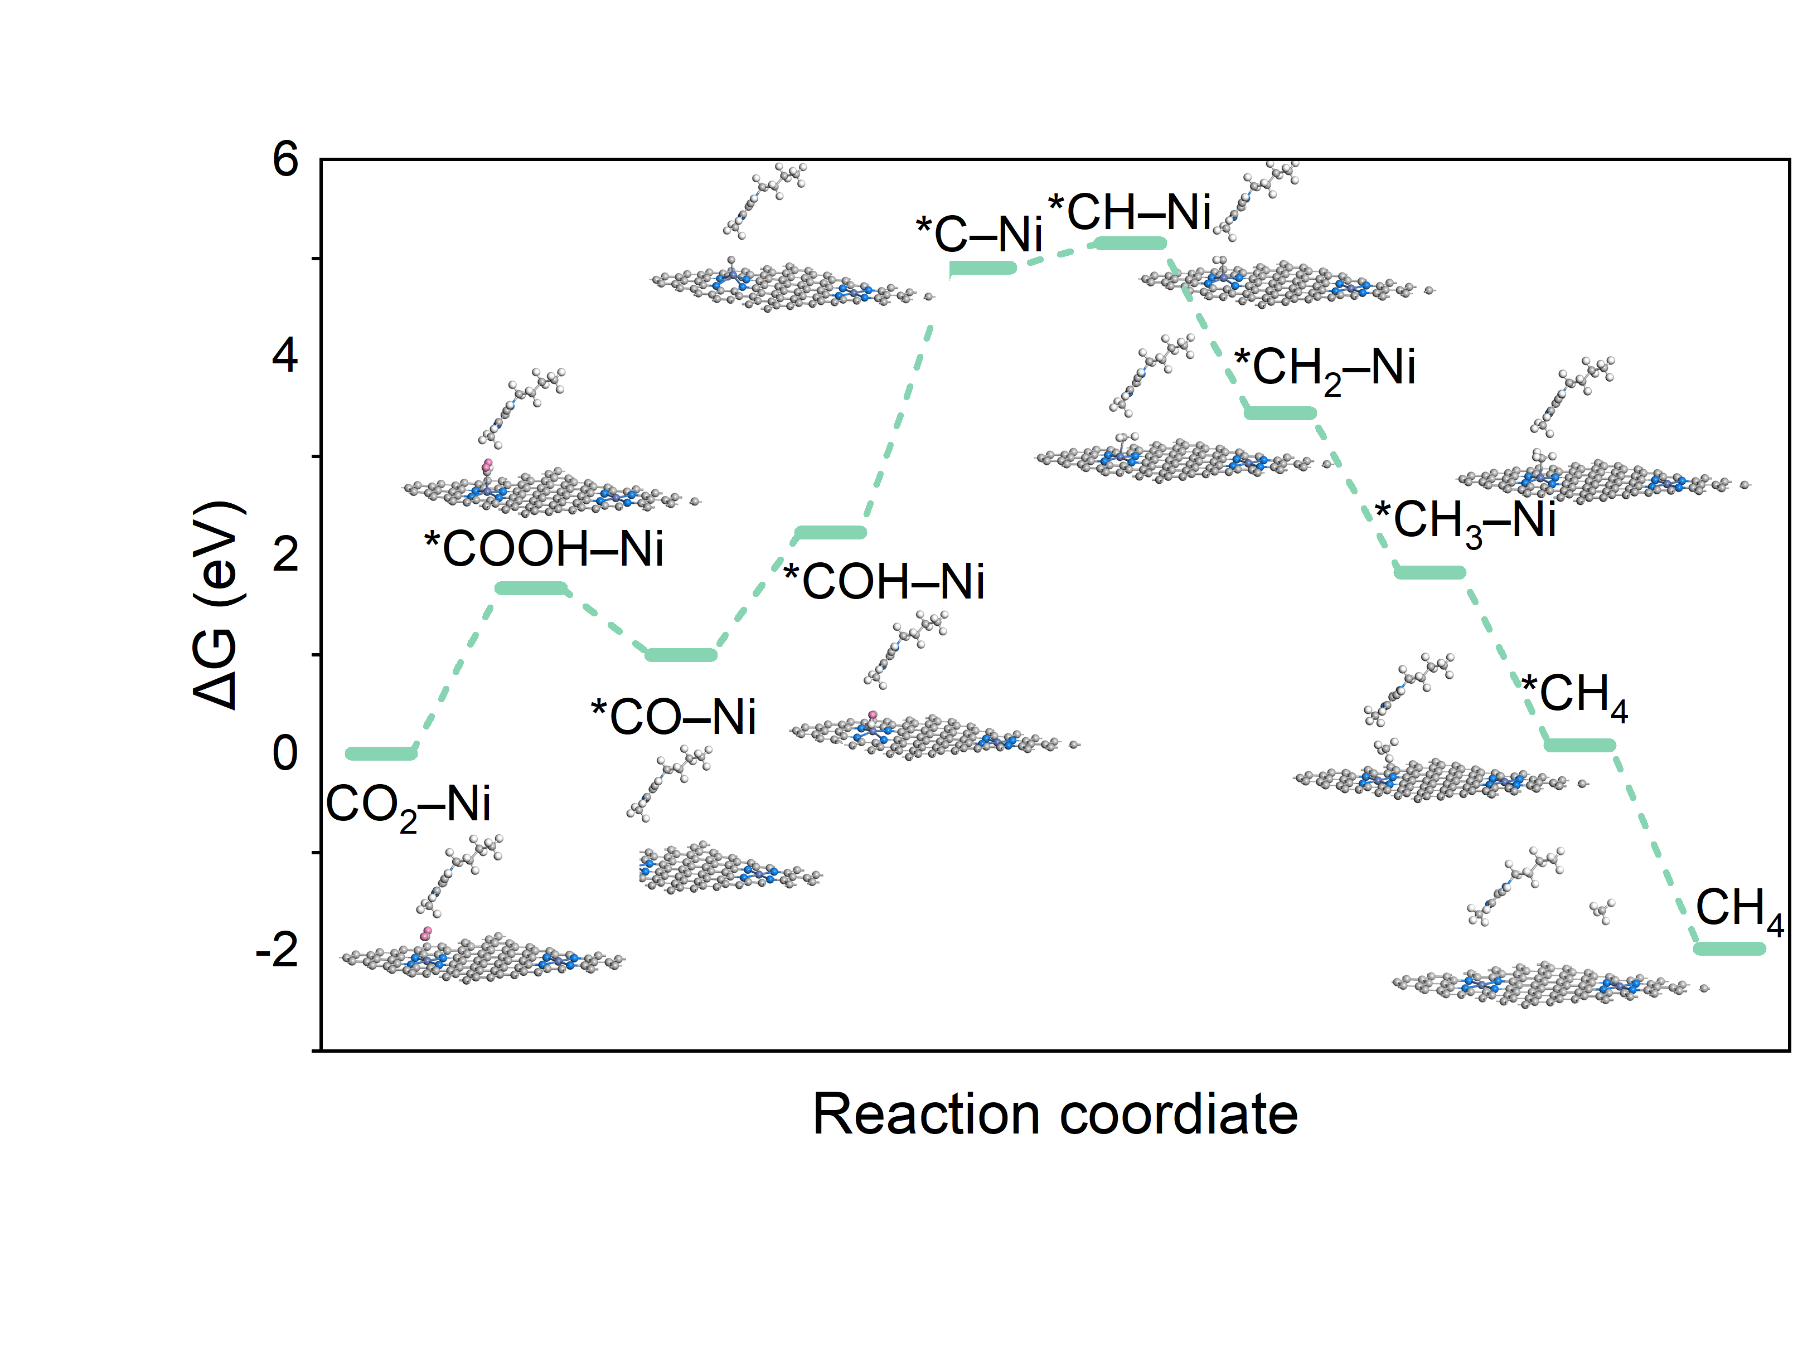 6
4
2
0
-2
ΔG (eV)
CO2–Ni
*COOH–Ni
*CO–Ni
*COH–Ni
*C–Ni
*CH–Ni
*CH2–Ni
*CH3–Ni
*CH4
CH4
Reaction coordiate